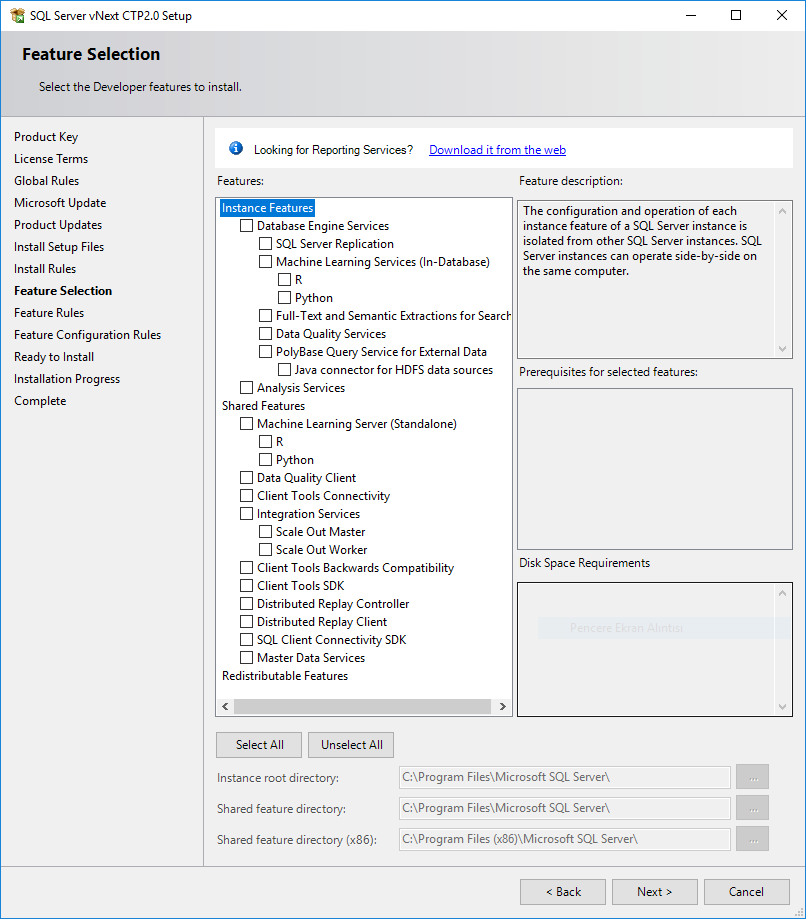 SQL Server vNext CTP2.0 Setup
Feature Selection
Select the Developer features to install.
Product Key
License Terms
Global Rules
Microsoft Update
Product Updates
Install Setup Files
Install Rules
Feature Selection
Feature Rules
Feature Configuration Rules
Ready to Install
Installation Progress
Complete
Looking for Reporting Services? Download it from the web
Features:
Instance Features
Database Engine Services
SQL Server Replication
Machine Learning Services (In-Database)
R
Python
Full-Text and Semantic Extractions for Search
Data Quality Services
PolyBase Query Service for External Data
Java connector for HDFS data sources
Analysis Services
Shared Features
Machine Learning Server (Standalone)
R
Python
Data Quality Client
Client Tools Connectivity
Integration Services
Scale Out Master
Scale Out Worker
Client Tools Backwards Compatibility
Client Tools SDK
Distributed Replay Controller
Distributed Replay Client
SQL Client Connectivity SDK
Master Data Services
Redistributable Features
Feature description:
The configuration and operation of each
instance feature of a SQL Server instance is
isolated from other SQL Server instances. SQL
Server instances can operate side-by-side on
the same computer.
Prerequisites for selected features:
Disk Space Requirements
Pencere Ekran Alıntısı
Select All
Unselect All
Instance root directory: C:\Program Files\Microsoft SQL Server\ ...
Shared feature directory: C:\Program Files\Microsoft SQL Server\ ...
Shared feature directory (x86): C:\Program Files (x86)\Microsoft SQL Server\ ...
< Back
Next >
Cancel